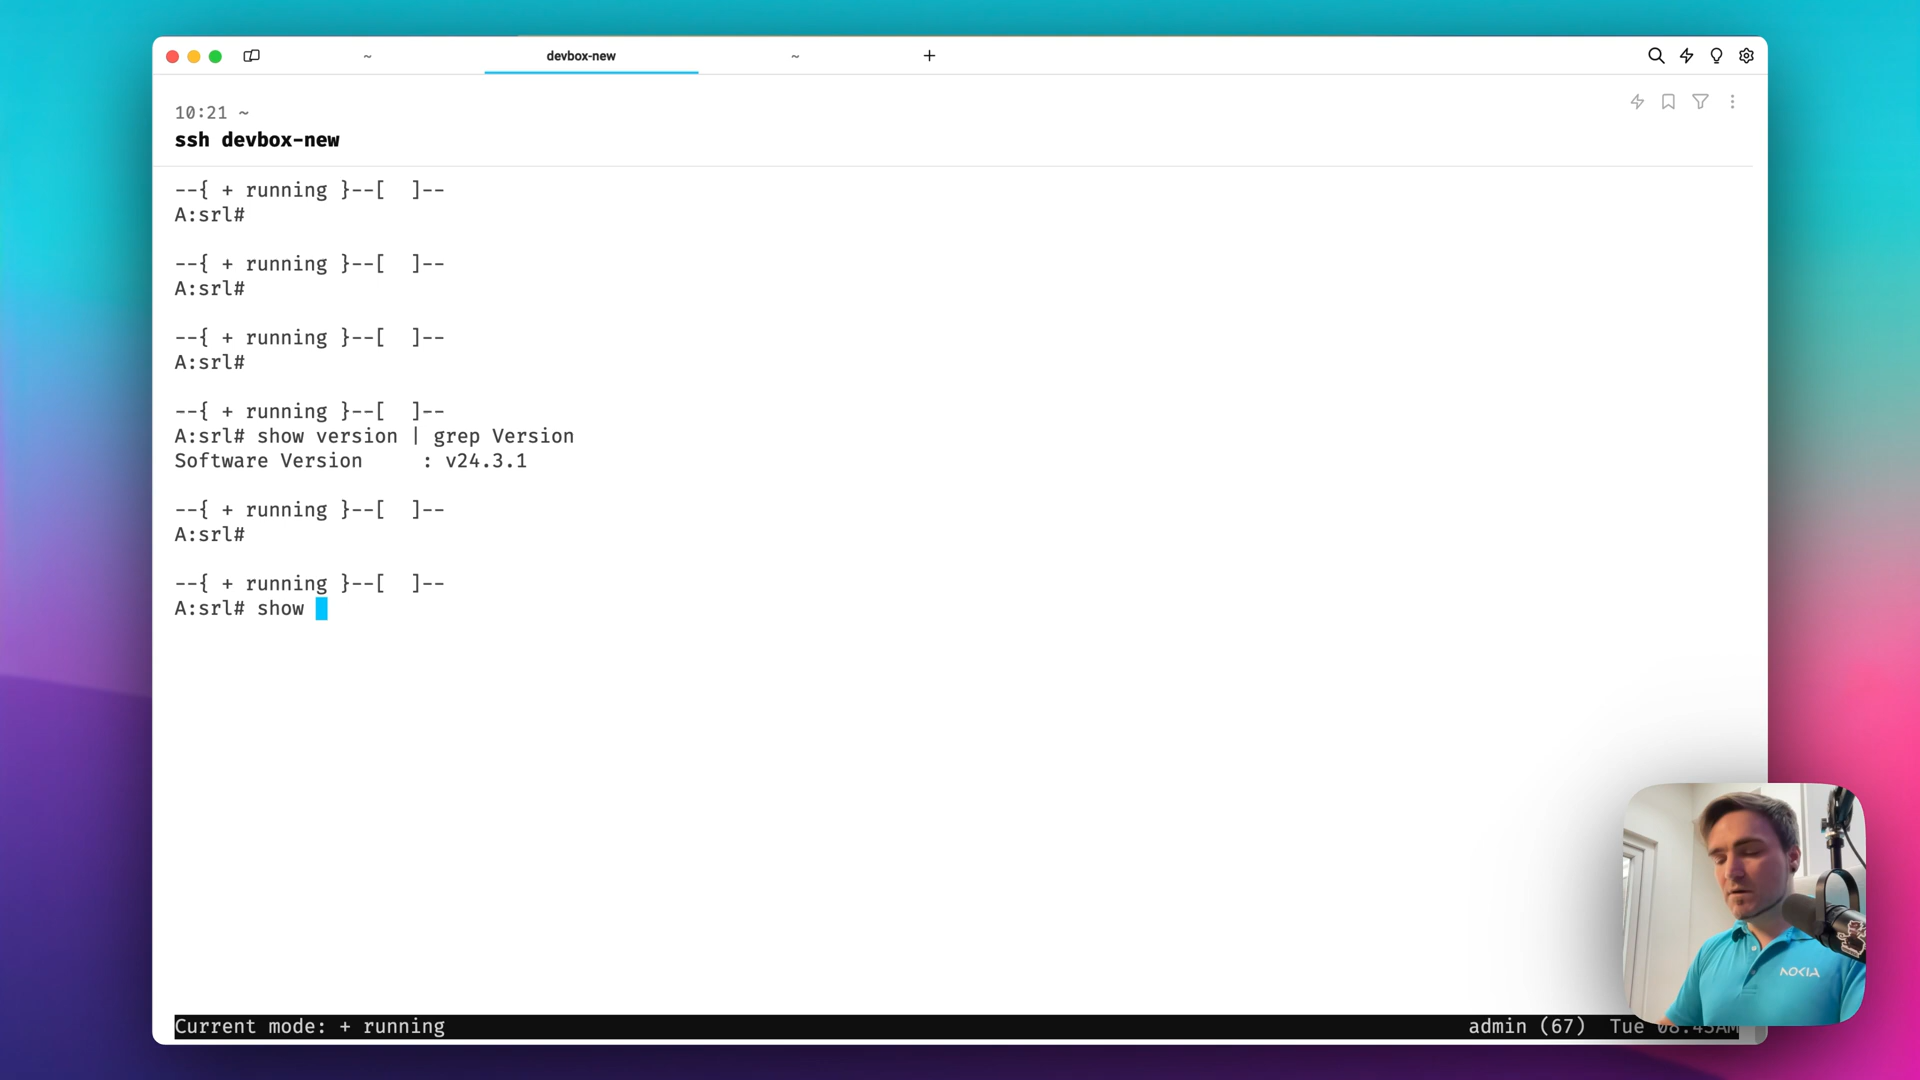 ~
devbox-new
~
10:21 ~
ssh devbox-new
--{ + running }--[  ]--
A:srl#
--{ + running }--[  ]--
A:srl#
--{ + running }--[  ]--
A:srl#
--{ + running }--[  ]--
A:srl# show version | grep Version
Software Version     : v24.3.1
--{ + running }--[  ]--
A:srl#
--{ + running }--[  ]--
A:srl# show
NOKIA
Current mode: + running
admin (67)  Tue